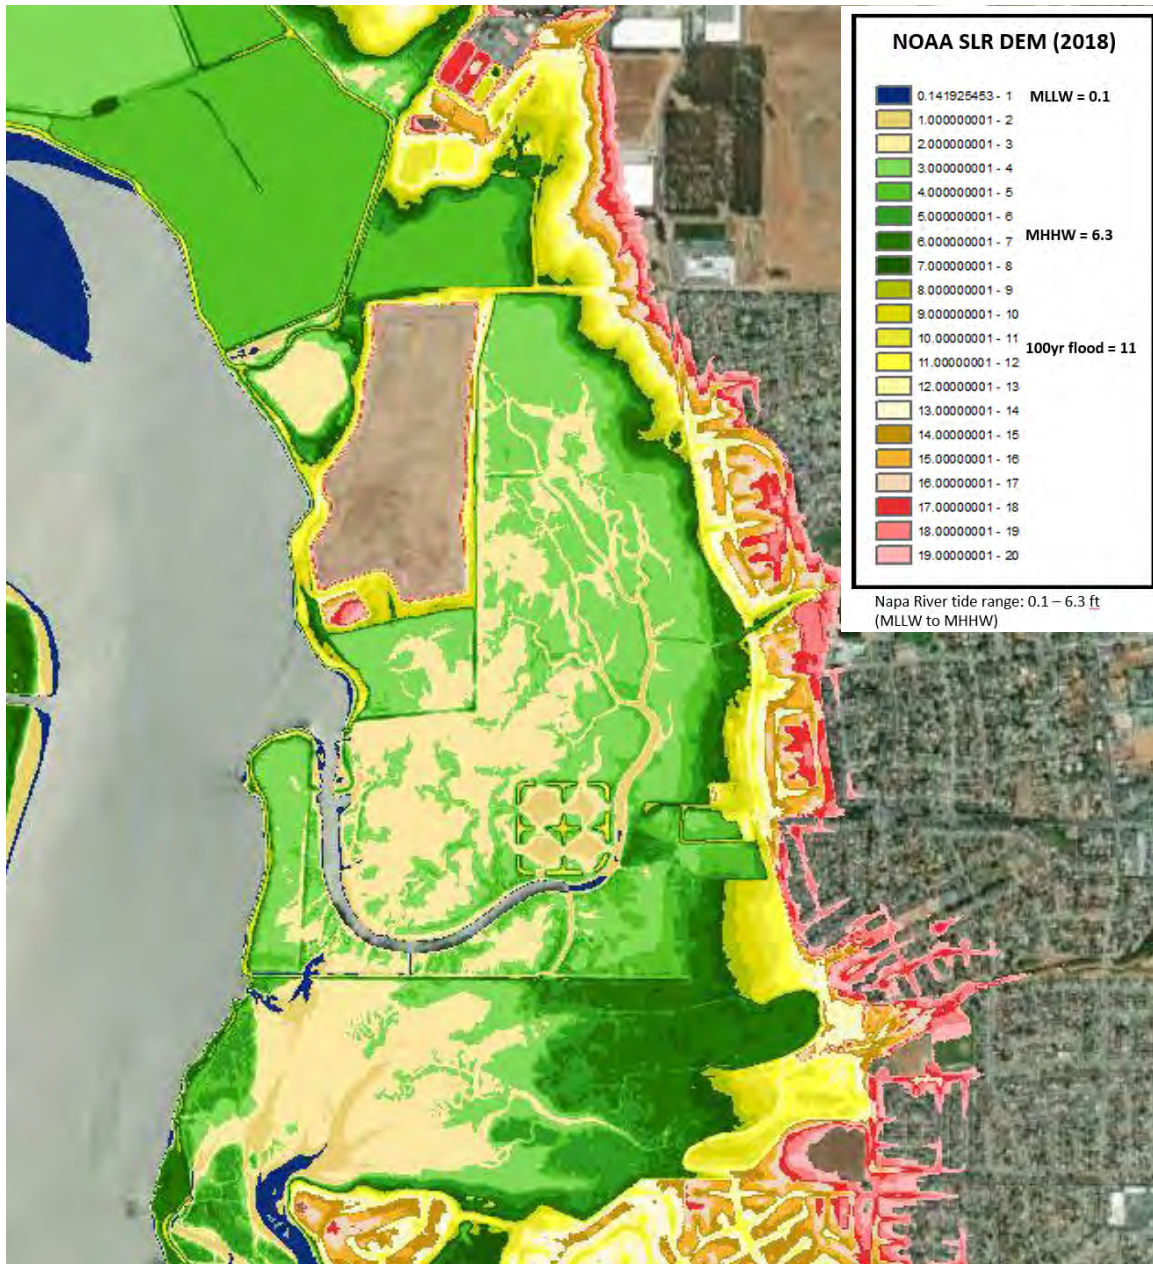 NOAA SLR DEM (2018)
0.141925453 - 1 MLLW = 0.1
1.000000001 - 2
2.000000001 - 3
3.000000001 - 4
4.000000001 - 5
5.000000001 - 6
6.000000001 - 7 MHHW = 6.3
7.000000001 - 8
8.000000001 - 9
9.000000001 - 10
10.00000001 - 11
11.00000001 - 12 100yr flood = 11
12.00000001 - 13
13.00000001 - 14
14.00000001 - 15
15.00000001 - 16
16.00000001 - 17
17.00000001 - 18
18.00000001 - 19
19.00000001 - 20
Napa River tide range: 0.1 – 6.3 ft
(MLLW to MHHW)